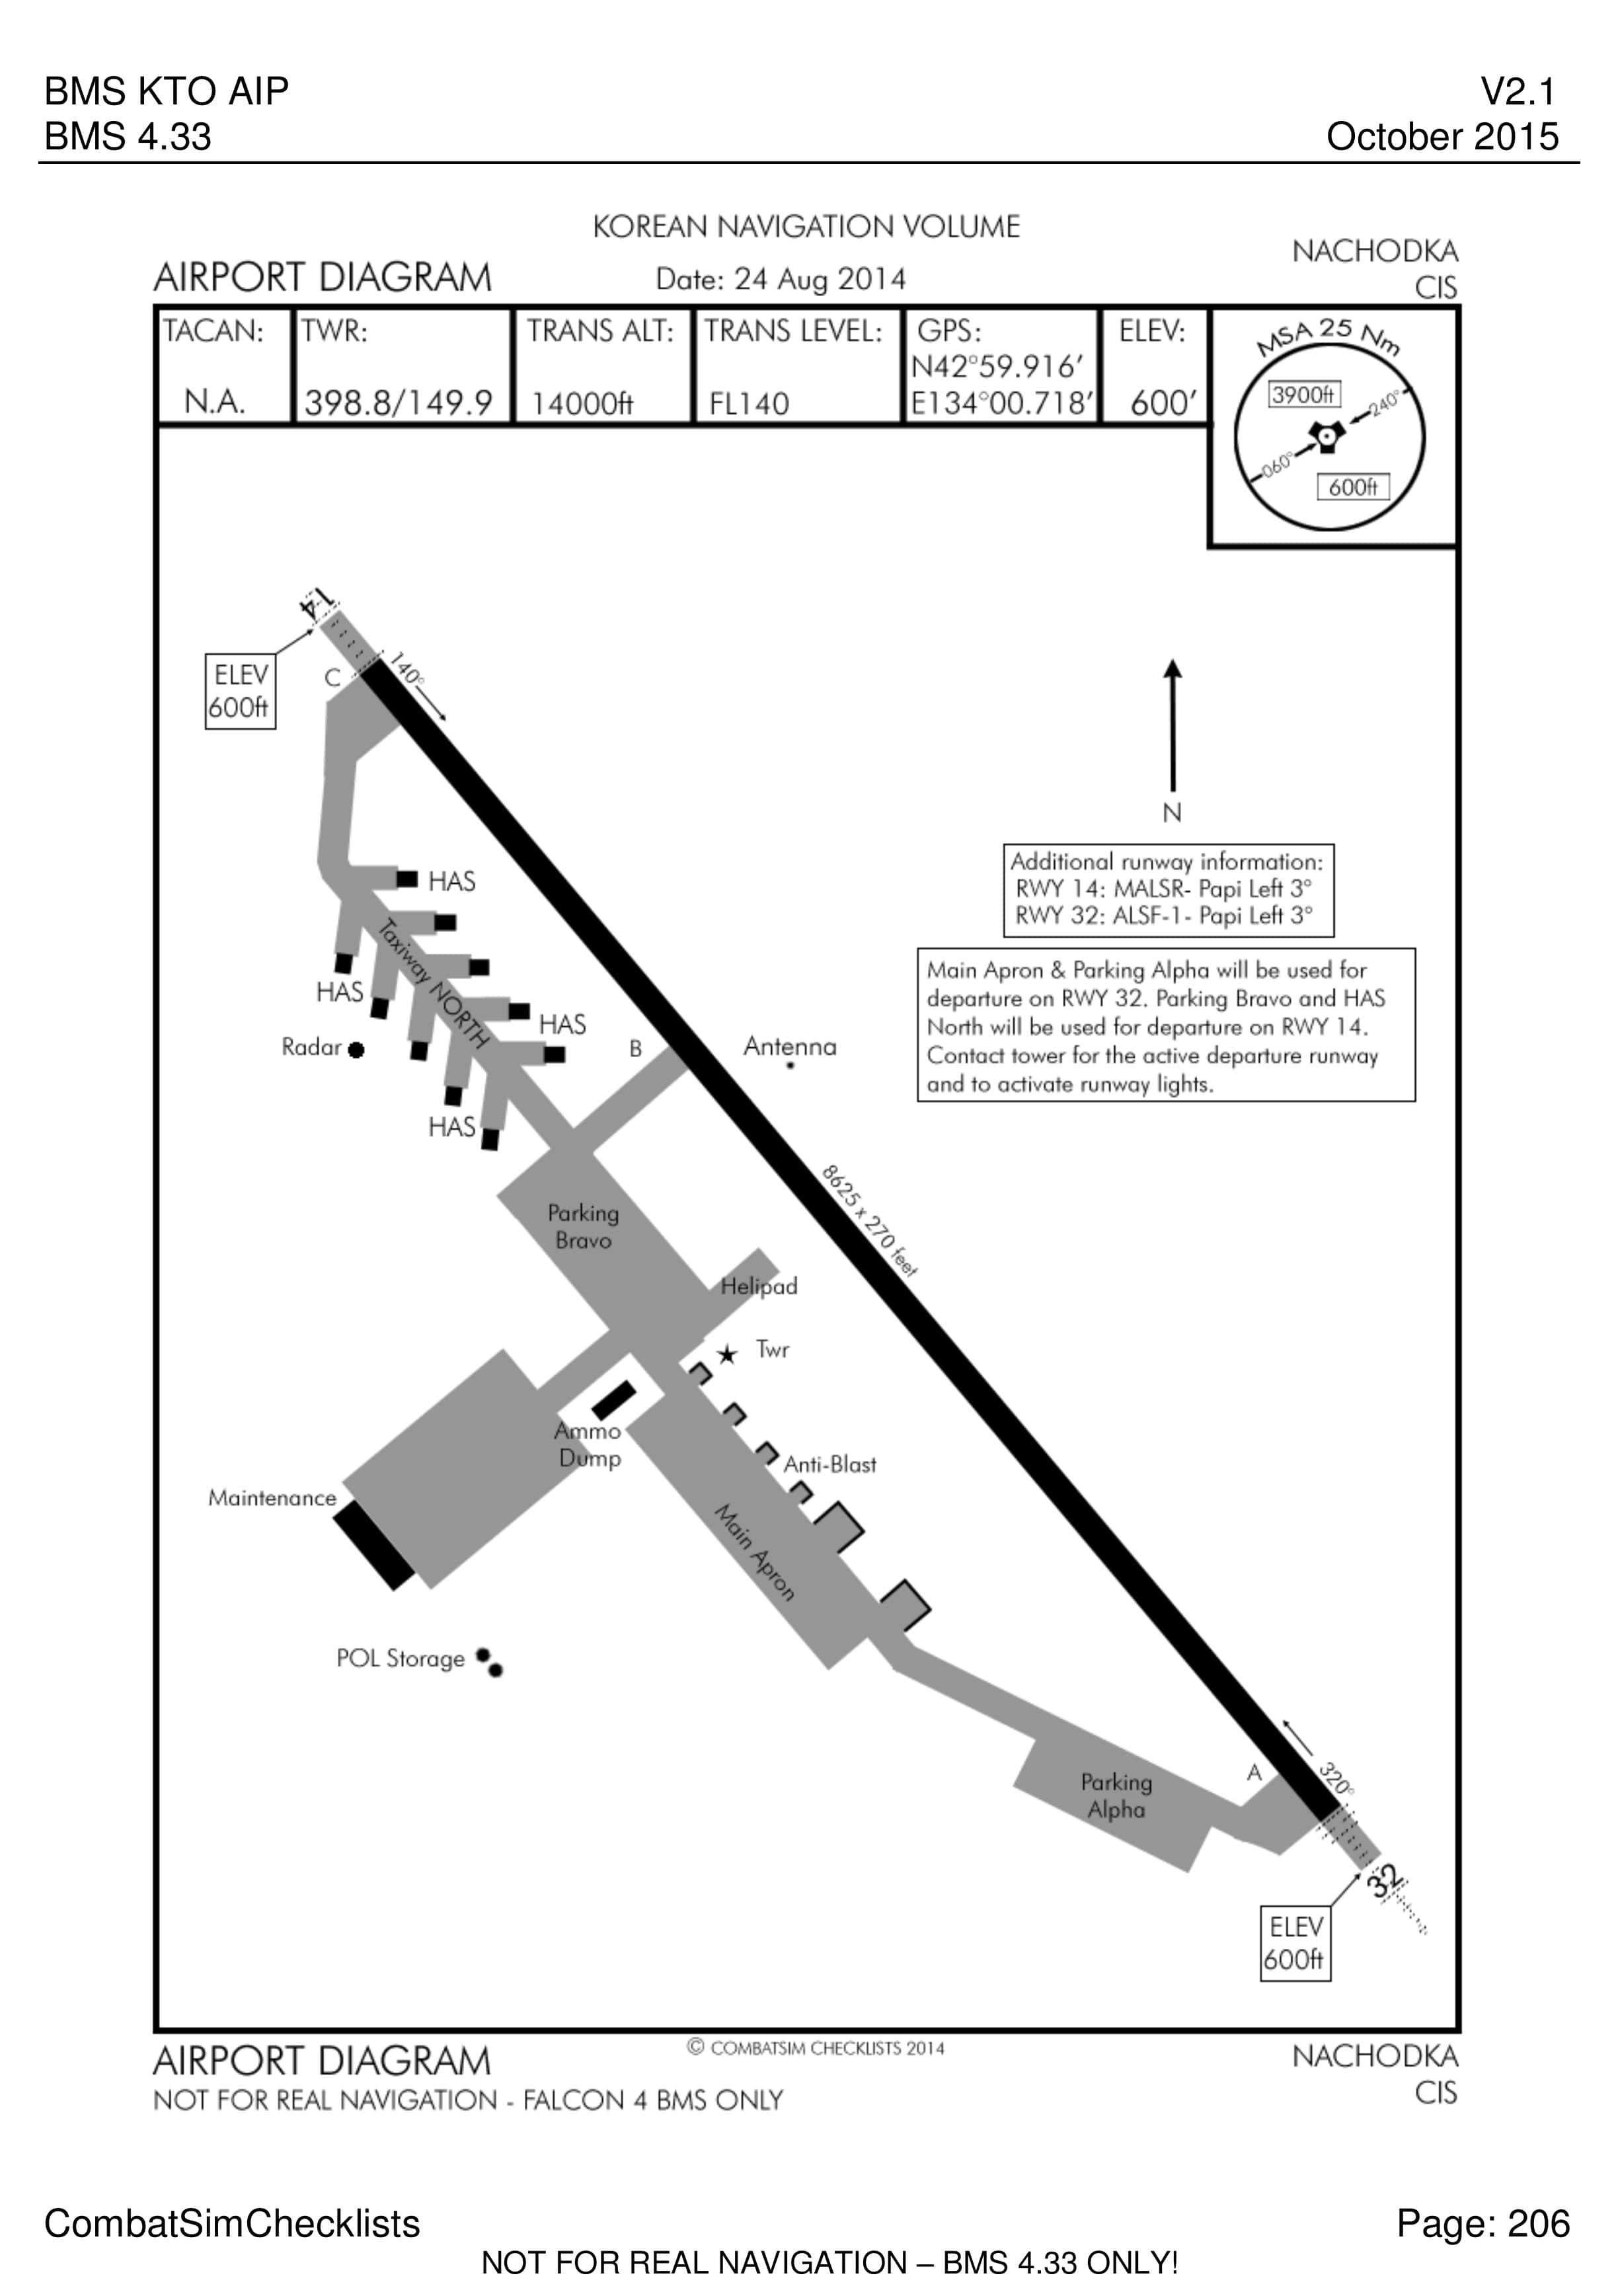 BMS KTO AIP
V2.1
BMS 4.33
October 2015
KOREAN NAVIGATION VOLUME
NACHODKA
AIRPORT DIAGRAM
Date: 24 Aug 2014
CIS
TACAN:
N.A.
TWR:
398.8/149.9
TRANS ALT:
14000ft
TRANS LEVEL:
FL140
GPS:
N42°59.916′
E134°00.718′
ELEV:
600′
MSA 25 Nm
3900ft
240°
060°
600ft
14
ELEV
600ft
C
140°
N
Additional runway information:
RWY 14: MALSR- Papi Left 3°
RWY 32: ALSF-1- Papi Left 3°
HAS
Taxiway NORTH
HAS
HAS
Radar
B
Antenna
HAS
Main Apron & Parking Alpha will be used for
departure on RWY 32. Parking Bravo and HAS
North will be used for departure on RWY 14.
Contact tower for the active departure runway
and to activate runway lights.
8625 x 270 feet
Parking
Bravo
Helipad
Twr
Ammo
Dump
Anti-Blast
Maintenance
Main Apron
POL Storage
A
320°
Parking
Alpha
32
ELEV
600ft
AIRPORT DIAGRAM
© COMBATSIM CHECKLISTS 2014
NACHODKA
NOT FOR REAL NAVIGATION - FALCON 4 BMS ONLY
CIS
CombatSimChecklists
Page: 206
NOT FOR REAL NAVIGATION – BMS 4.33 ONLY!